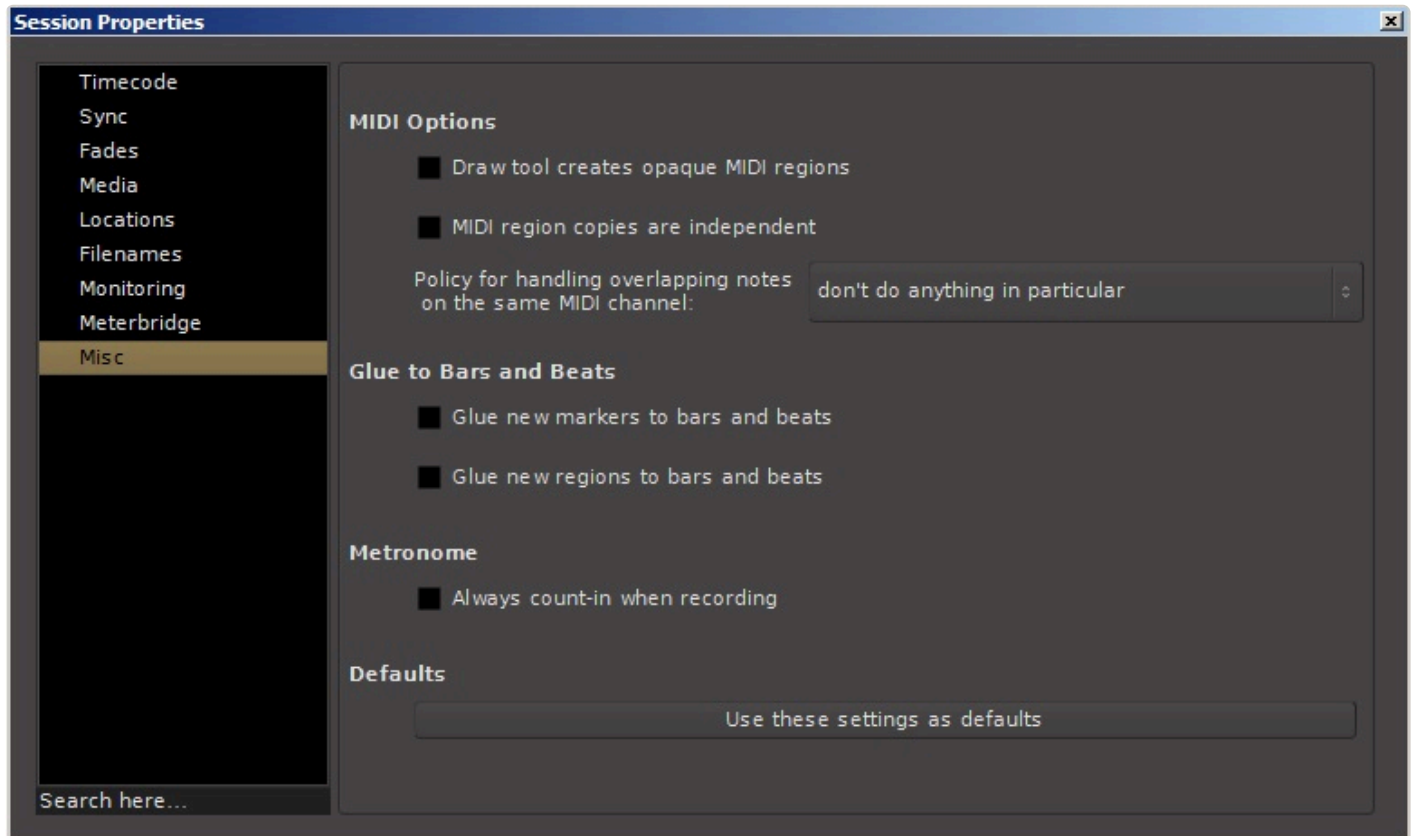 Session Properties
Timecode
Sync
Fades
Media
Locations
Filenames
Monitoring
Meterbridge
Misc
Search here...
MIDI Options
Draw tool creates opaque MIDI regions
MIDI region copies are independent
Policy for handling overlapping notes
on the same MIDI channel:
don't do anything in particular
Glue to Bars and Beats
Glue new markers to bars and beats
Glue new regions to bars and beats
Metronome
Always count-in when recording
Defaults
Use these settings as defaults